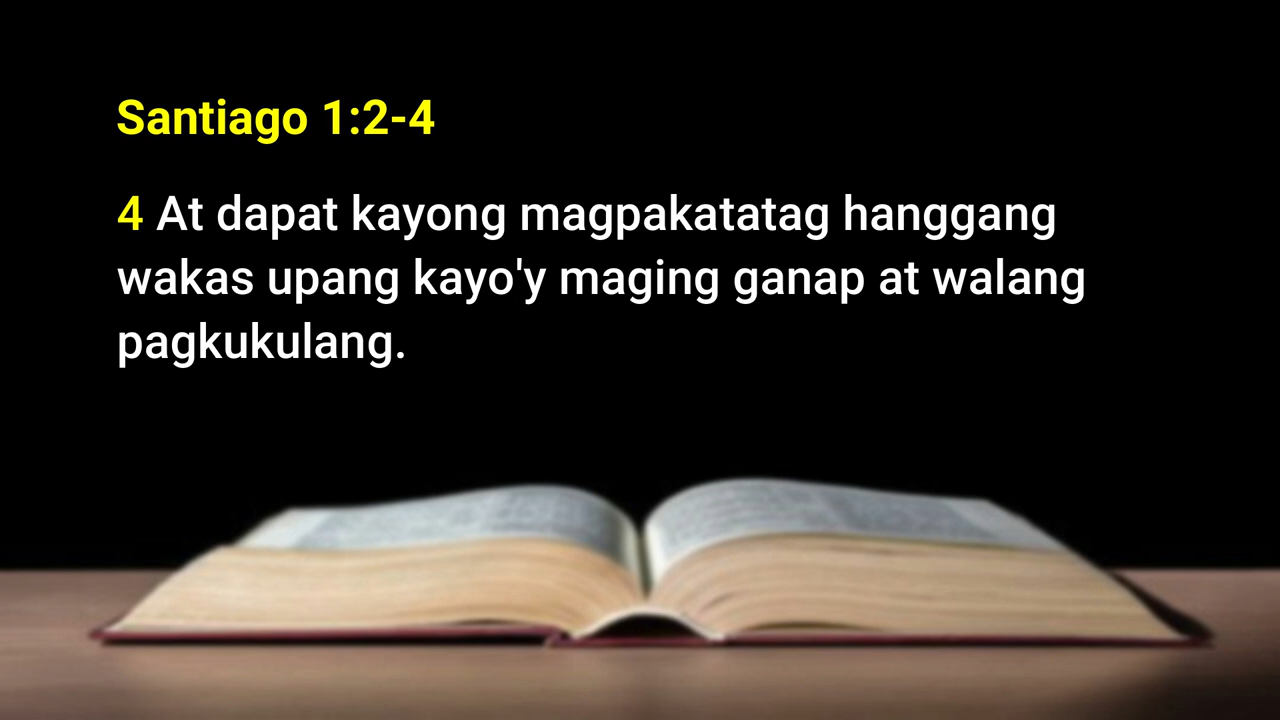 Santiago 1:2-4
4 At dapat kayong magpakatatag hanggang
wakas upang kayo'y maging ganap at walang
pagkukulang.